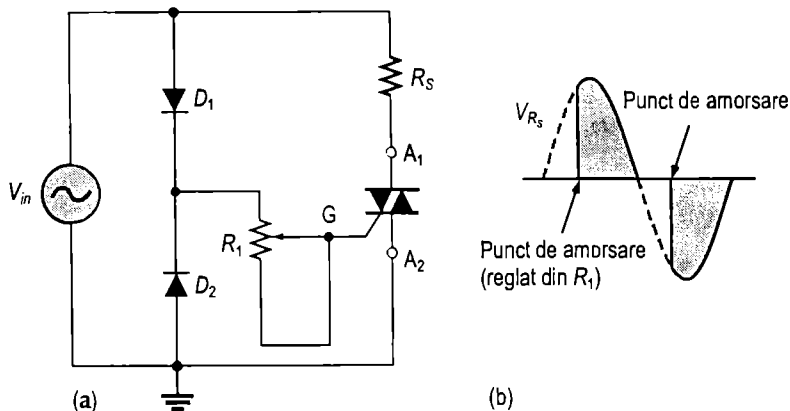 D1
RS
A1
Vin
G
R1
A2
D2
(a)
VRs
Punct de amorsare
Punct de amorsare
(reglat din R1)
(b)